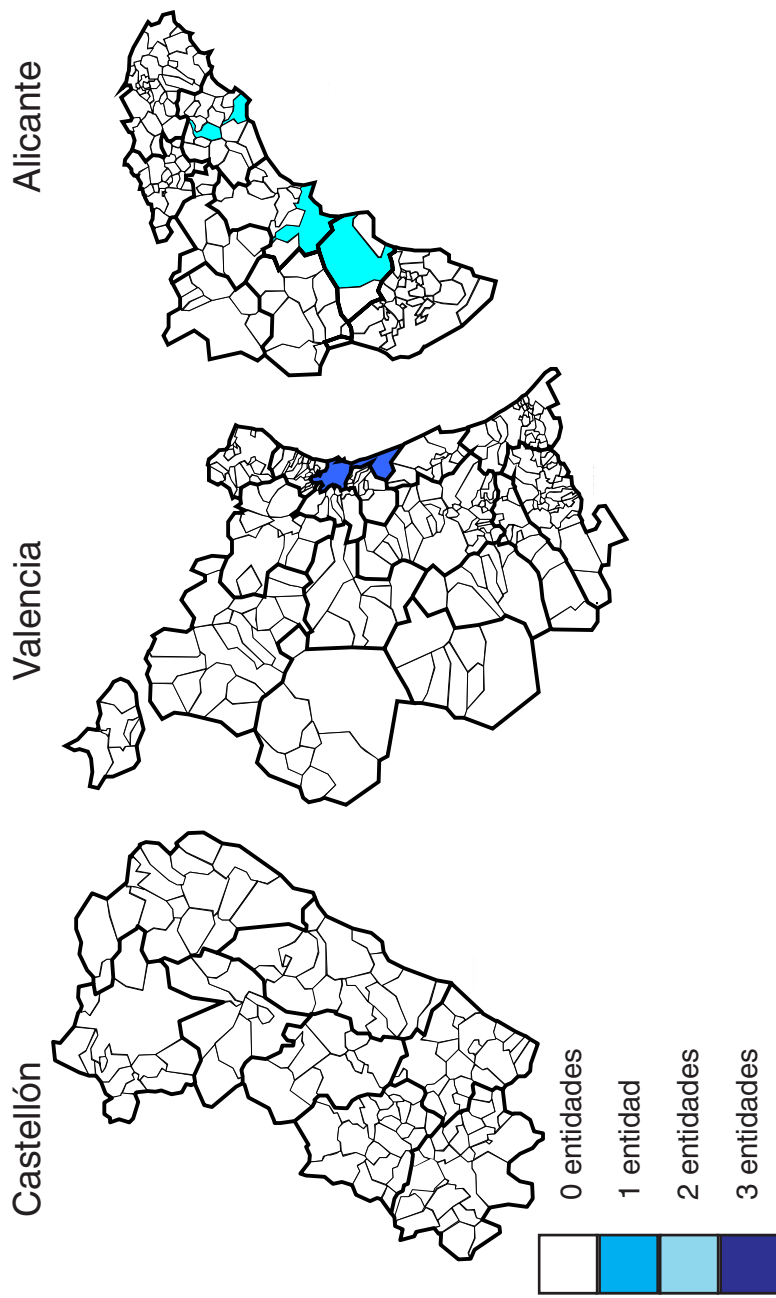 Castellón
Valencia
Alicante
0 entidades
1 entidad
2 entidades
3 entidades